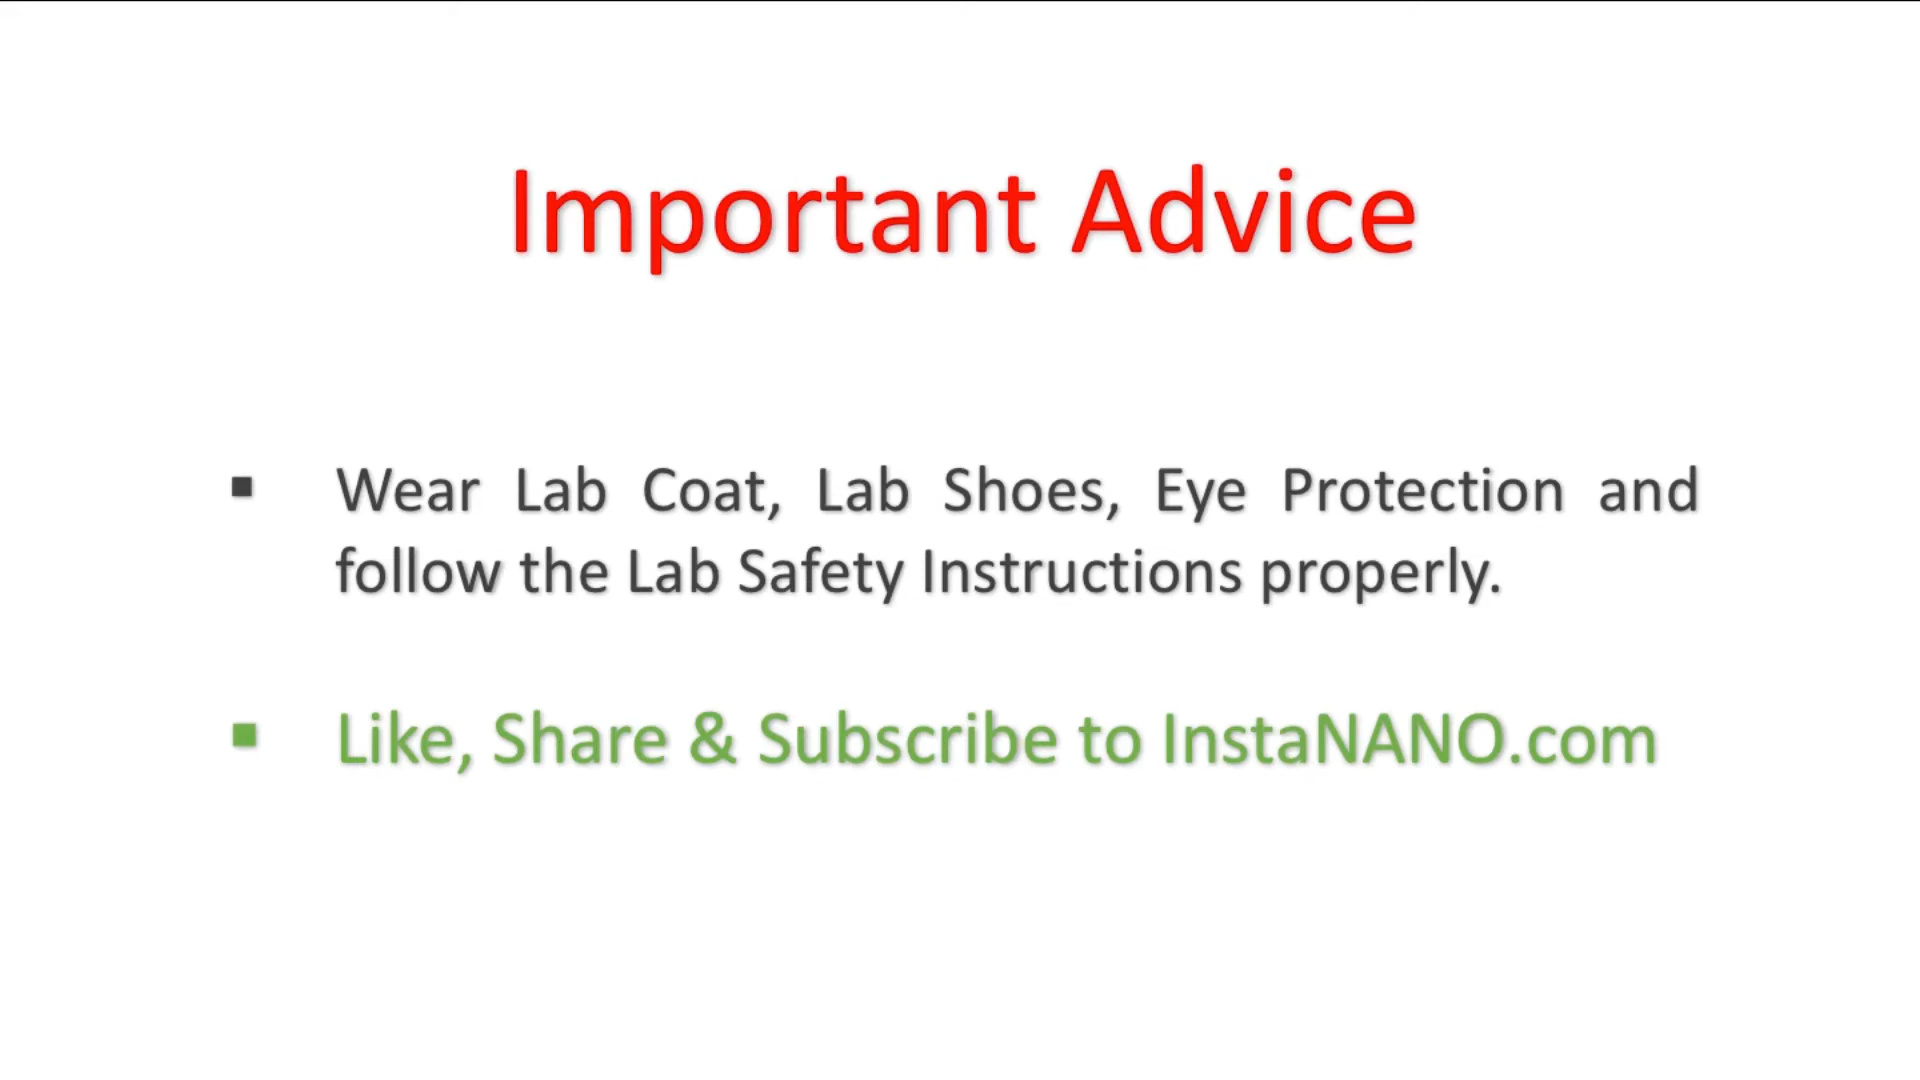 Important Advice
▪ Wear Lab Coat, Lab Shoes, Eye Protection and
follow the Lab Safety Instructions properly.
▪ Like, Share & Subscribe to InstaNANO.com